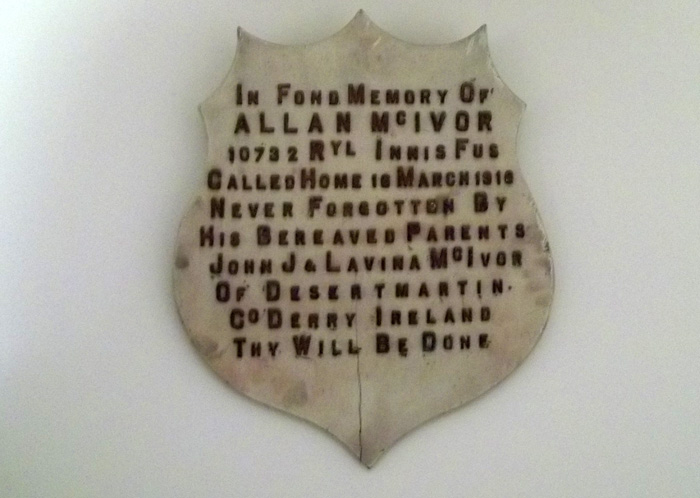 IN FOND MEMORY OF
ALLAN McIVOR
10732 RYL INNIS FUS
CALLED HOME 16 MARCH 1916
NEVER FORGOTTEN BY
HIS BEREAVED PARENTS
JOHN J & LAVINA McIVOR
OF DESERTMARTIN.
Co DERRY IRELAND
THY WILL BE DONE